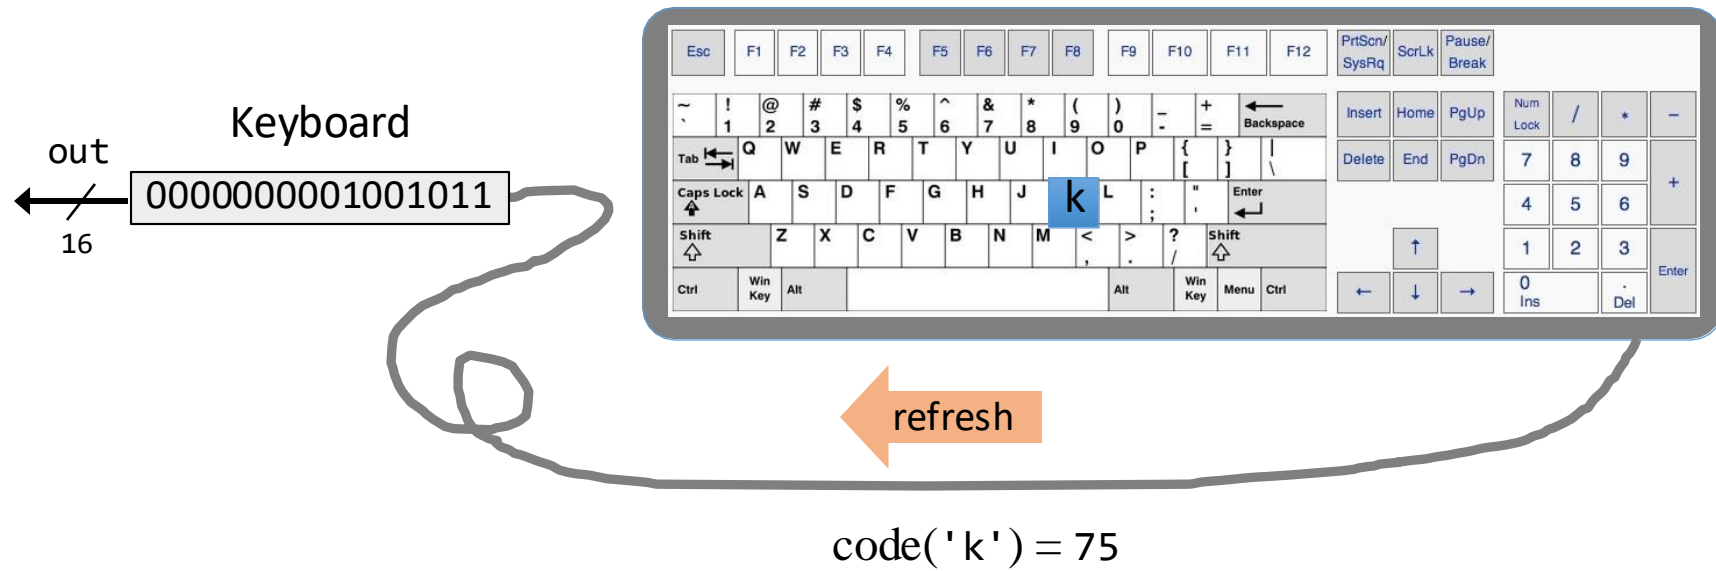 Keyboard
out
0000000001001011
16
Esc F1 F2 F3 F4 F5 F6 F7 F8 F9 F10 F11 F12 PrtScn/ SysRq ScrLk Pause/ Break
~ ` ! 1 @ 2 # 3 $ 4 % 5 ^ 6 & 7 * 8 ( 9 ) 0 _ - + = Backspace Insert Home PgUp Num Lock / * -
Tab Q W E R T Y U I O P { [ } ] | \ Delete End PgDn 7 8 9 +
Caps Lock A S D F G H J k L : ; " ' Enter 4 5 6
Shift Z X C V B N M < , > . ? / Shift ↑ 1 2 3 Enter
Ctrl Win Key Alt Alt Win Key Menu Ctrl ← ↓ → 0 Ins . Del
refresh
code('k') = 75